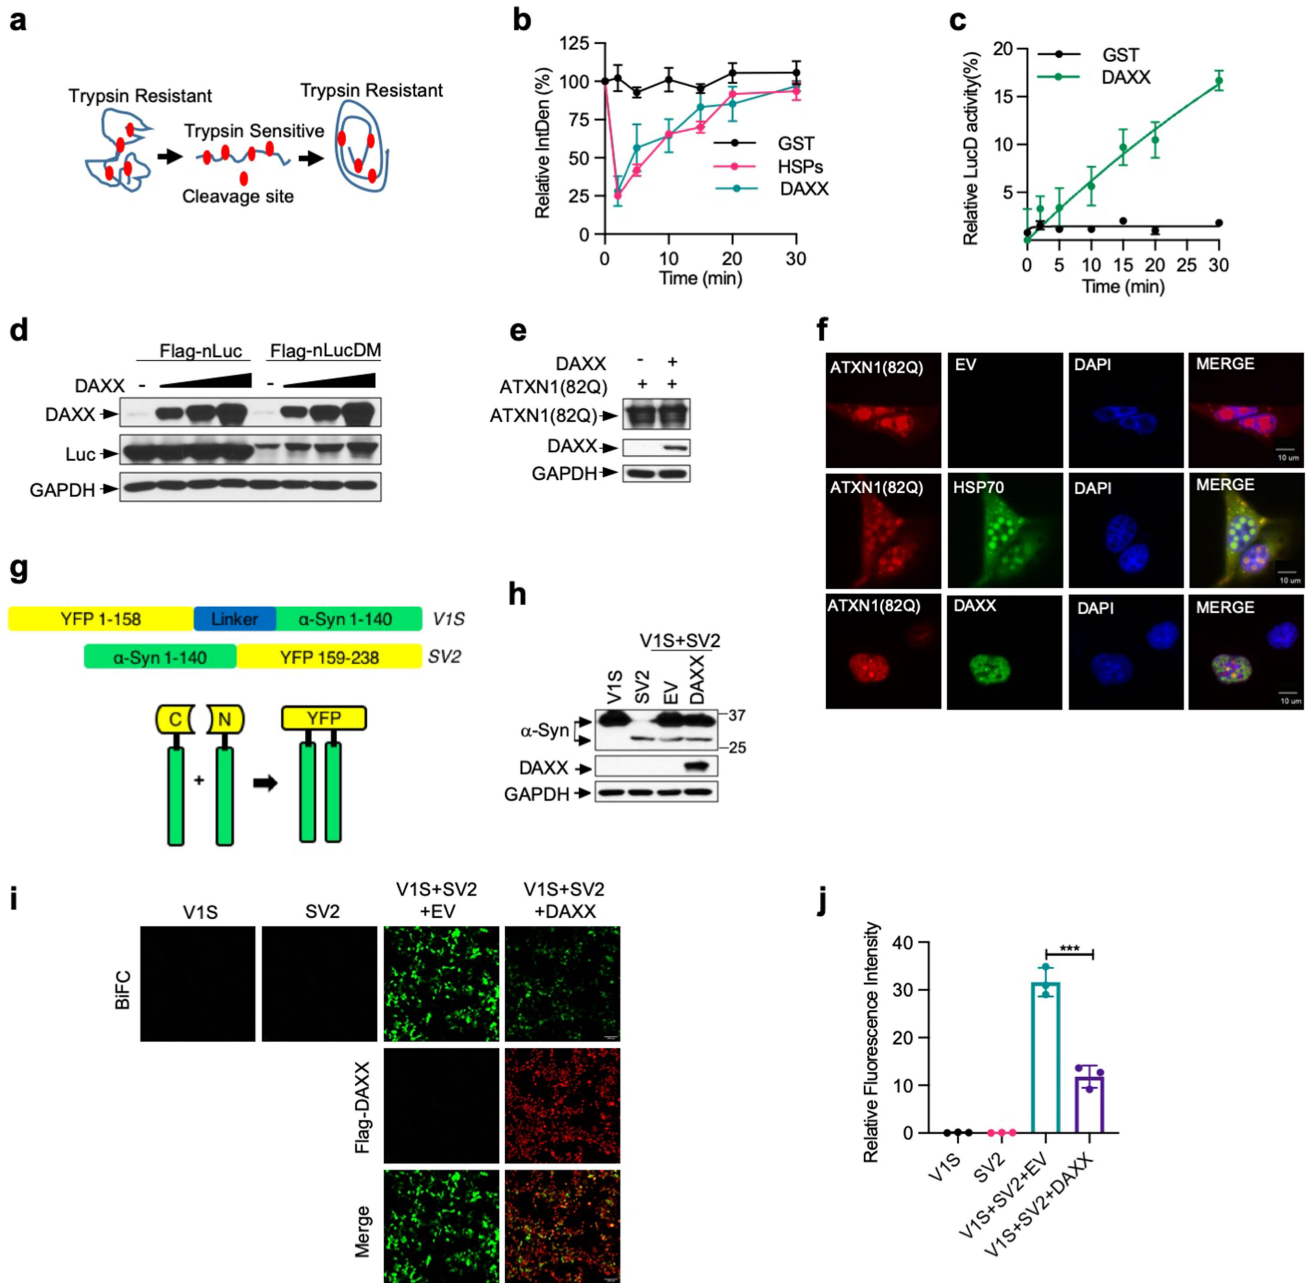 a
Trypsin Resistant
Trypsin Sensitive
Trypsin Resistant
Cleavage site
b
Relative IntDen (%)
125
100
75
50
25
0
0 10 20 30
Time (min)
GST
HSPs
DAXX
c
Relative LucD activity(%)
20
15
10
5
0 5 10 15 20 25 30
Time (min)
GST
DAXX
d
Flag-nLuc Flag-nLucDM
DAXX - -
DAXX
Luc
GAPDH
e
DAXX - +
ATXN1(82Q) + +
ATXN1(82Q)
DAXX
GAPDH
f
ATXN1(82Q) EV DAPI MERGE
10 um
ATXN1(82Q) HSP70 DAPI MERGE
10 um
ATXN1(82Q) DAXX DAPI MERGE
10 um
g
YFP 1-158 Linker α-Syn 1-140 V1S
α-Syn 1-140 YFP 159-238 SV2
C N YFP
+
h
V1S+SV2
V1S SV2 EV DAXX
α-Syn
37
25
DAXX
GAPDH
i
V1S SV2 V1S+SV2 +EV V1S+SV2 +DAXX
BiFC
Flag-DAXX
Merge
j
Relative Fluorescence Intensity
40
30
20
10
0
***
V1S SV2 V1S+SV2+EV V1S+SV2+DAXX